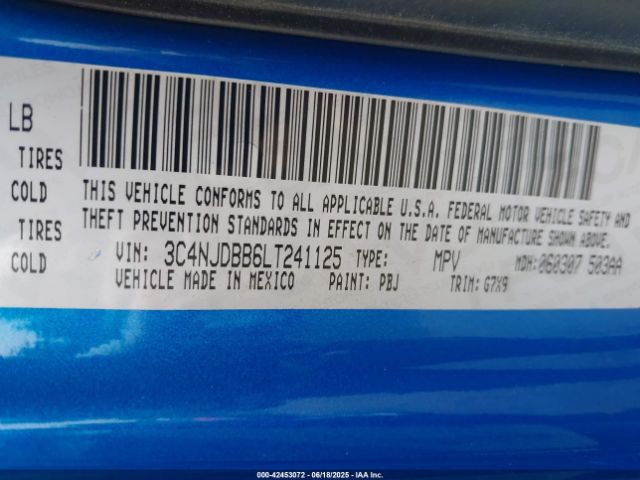 LB
TIRES
COLD
TIRES
COLD
THIS VEHICLE CONFORMS TO ALL APPLICABLE U.S.A. FEDERAL MOTOR VEHICLE SAFETY AND
THEFT PREVENTION STANDARDS IN EFFECT ON THE DATE OF MANUFACTURE SHOWN ABOVE.
VIN: 3C4NJDBB6LT241125 TYPE: MPV MDH:060307 503AA
VEHICLE MADE IN MEXICO PAINT: PBJ TRIM: G7X9
000-42453072 - 06/18/2025 - IAA Inc.